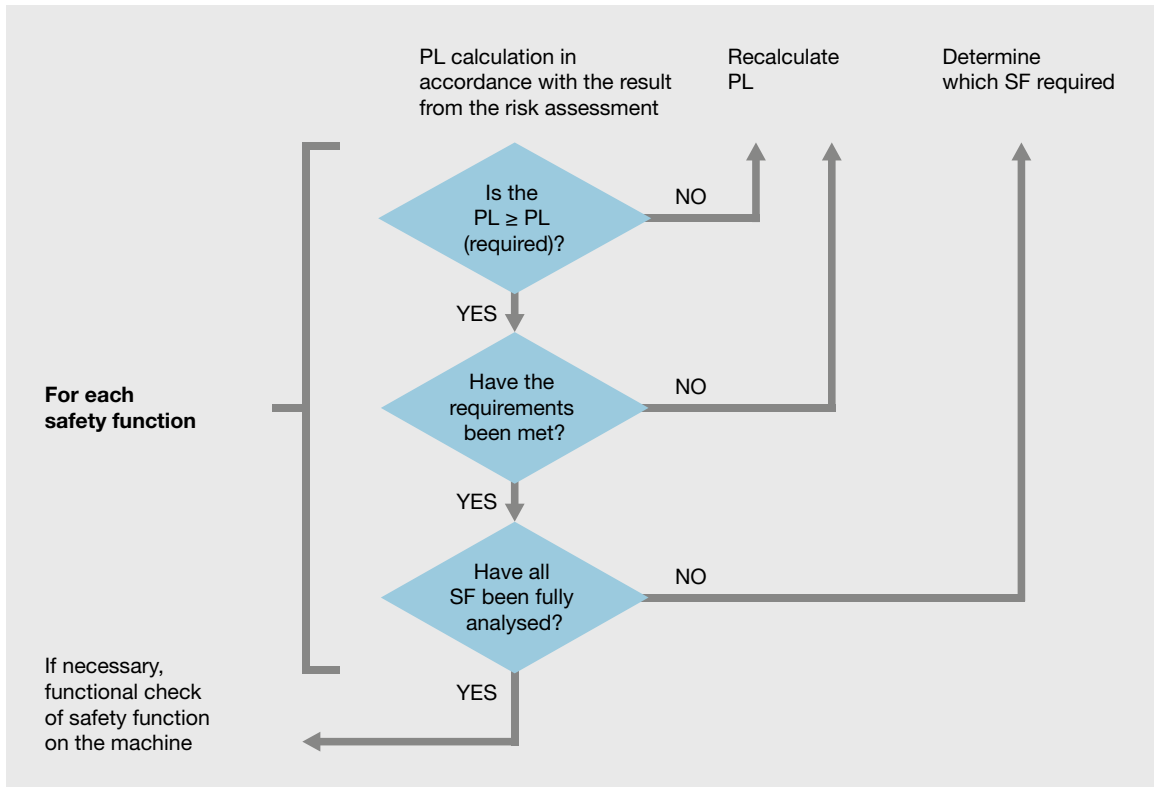 PL calculation in
accordance with the result
from the risk assessment
Recalculate
PL
Determine
which SF required
Is the
PL ≥ PL
(required)?
NO
YES
For each
safety function
Have the
requirements
been met?
NO
YES
Have all
SF been fully
analysed?
NO
YES
If necessary,
functional check
of safety function
on the machine